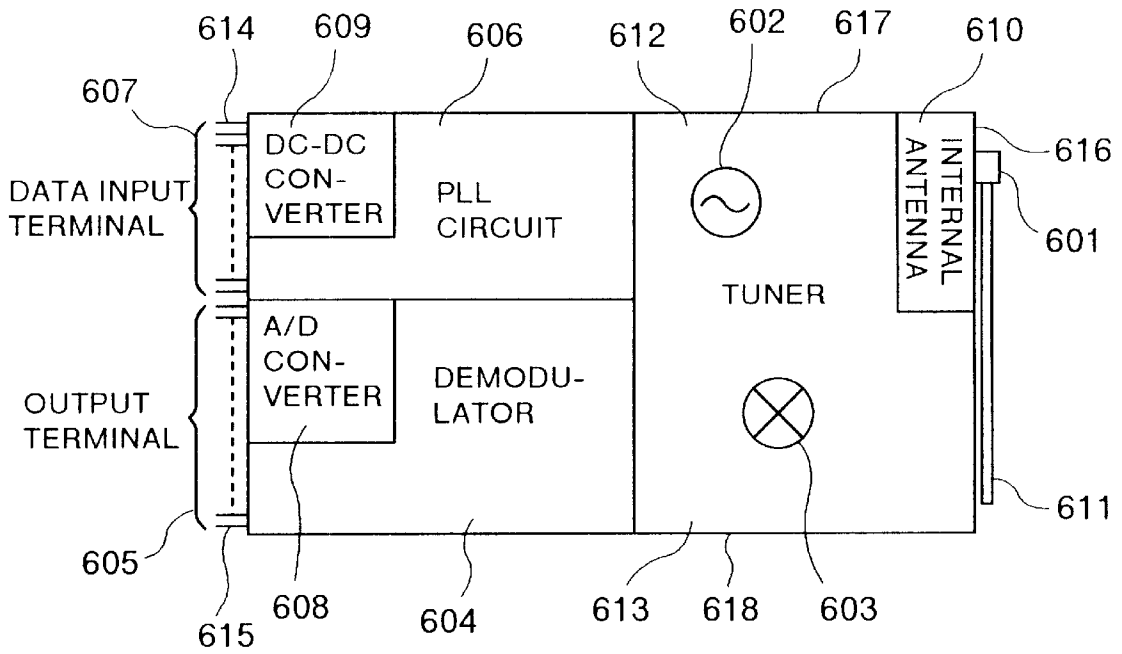 614
609
606
612
602
617
610
607
616
DATA INPUT
TERMINAL
DC-DC
CON-
VERTER
PLL
CIRCUIT
INTERNAL
ANTENNA
601
TUNER
OUTPUT
TERMINAL
A/D
CON-
VERTER
DEMODU-
LATOR
611
605
615
608
604
613
618
603